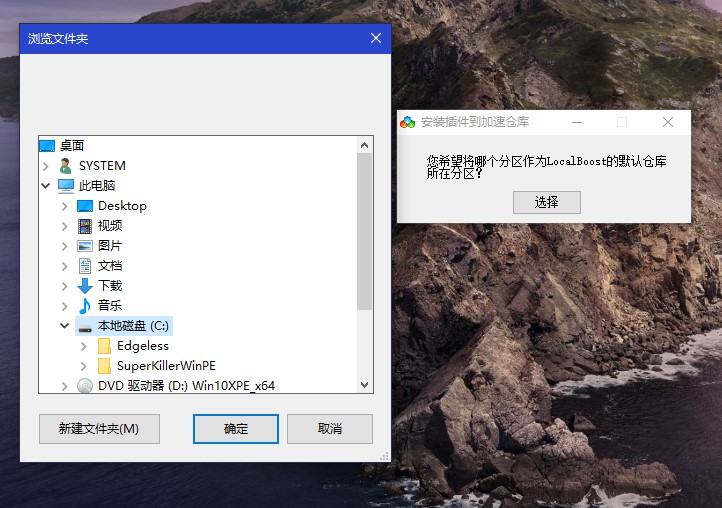 浏览文件夹
桌面
SYSTEM
此电脑
Desktop
视频
图片
文档
下载
音乐
本地磁盘 (C:)
Edgeless
SuperKillerWinPE
DVD 驱动器 (D:) Win10XPE_x64
新建文件夹(M)
确定
取消
安装插件到加速仓库
您希望将哪个分区作为LocalBoost的默认仓库
所在分区?
选择